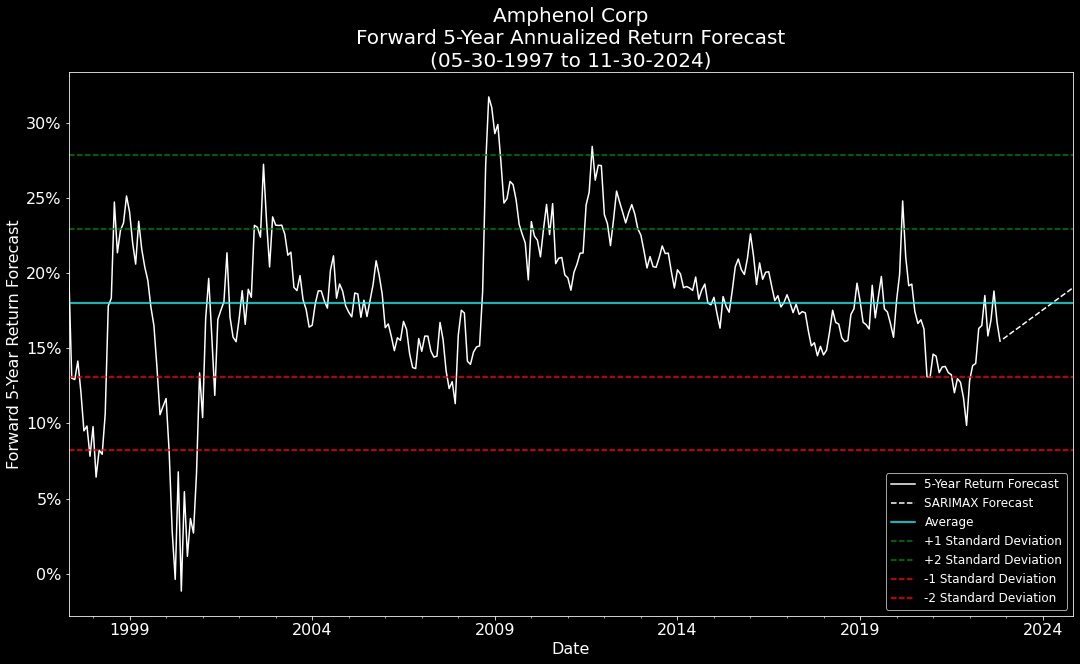 Amphenol Corp
Forward 5-Year Annualized Return Forecast
(05-30-1997 to 11-30-2024)
Forward 5-Year Return Forecast
30%
25%
20%
15%
10%
5%
0%
5-Year Return Forecast
SARIMAX Forecast
Average
+1 Standard Deviation
+2 Standard Deviation
-1 Standard Deviation
-2 Standard Deviation
1999 2004 2009 2014 2019 2024
Date